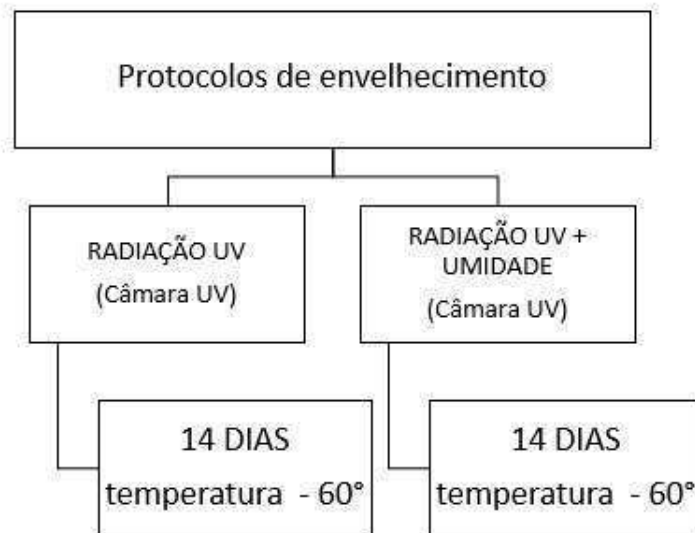 Protocolos de envelhecimento
RADIAÇÃO UV
(Câmara UV)
RADIAÇÃO UV +
UMIDADE
(Câmara UV)
14 DIAS
temperatura - 60°
14 DIAS
temperatura - 60°